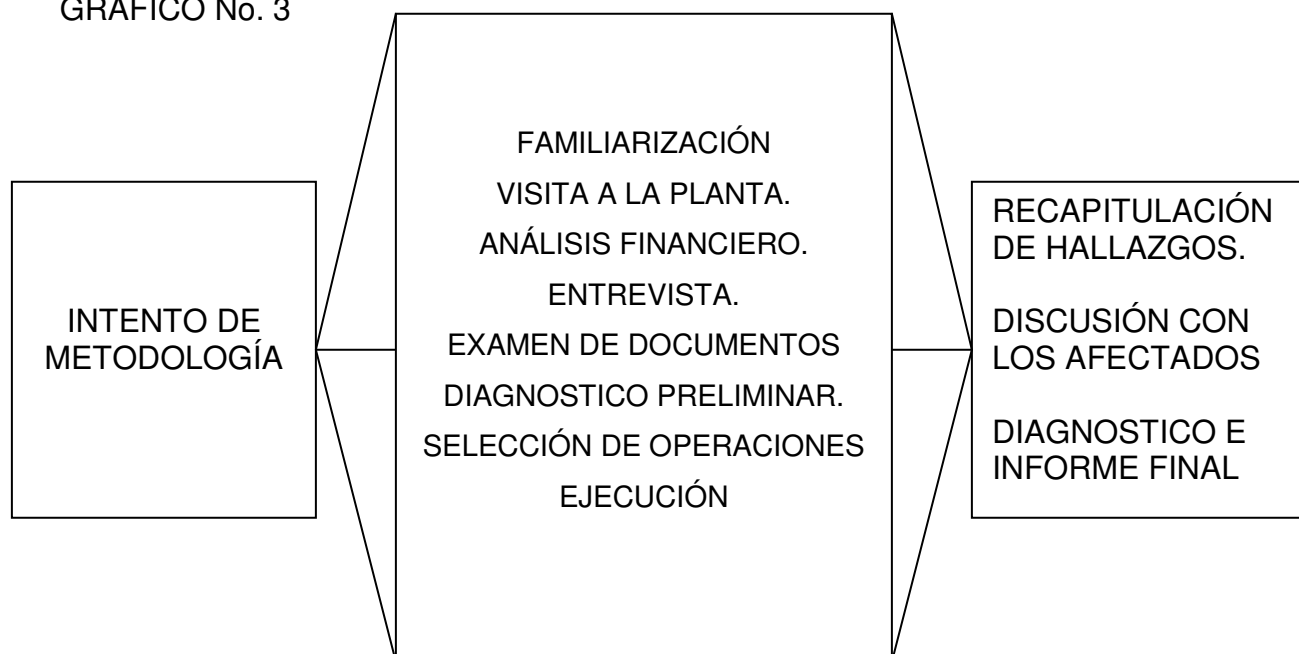 GRÁFICO No. 3
INTENTO DE
METODOLOGÍA
FAMILIARIZACIÓN
VISITA A LA PLANTA.
ANÁLISIS FINANCIERO.
ENTREVISTA.
EXAMEN DE DOCUMENTOS
DIAGNOSTICO PRELIMINAR.
SELECCIÓN DE OPERACIONES
EJECUCIÓN
RECAPITULACIÓN
DE HALLAZGOS.
DISCUSIÓN CON
LOS AFECTADOS
DIAGNOSTICO E
INFORME FINAL